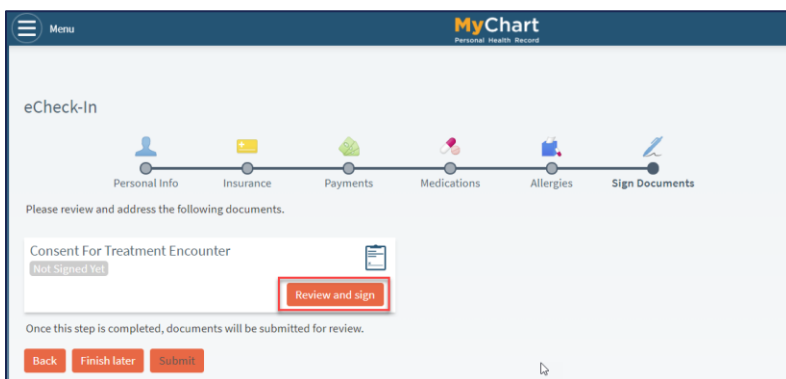 Menu
MyChart
Personal Health Record
eCheck-In
Personal Info Insurance Payments Medications Allergies Sign Documents
Please review and address the following documents.
Consent For Treatment Encounter
Not Signed Yet
Review and sign
Once this step is completed, documents will be submitted for review.
Back Finish later Submit